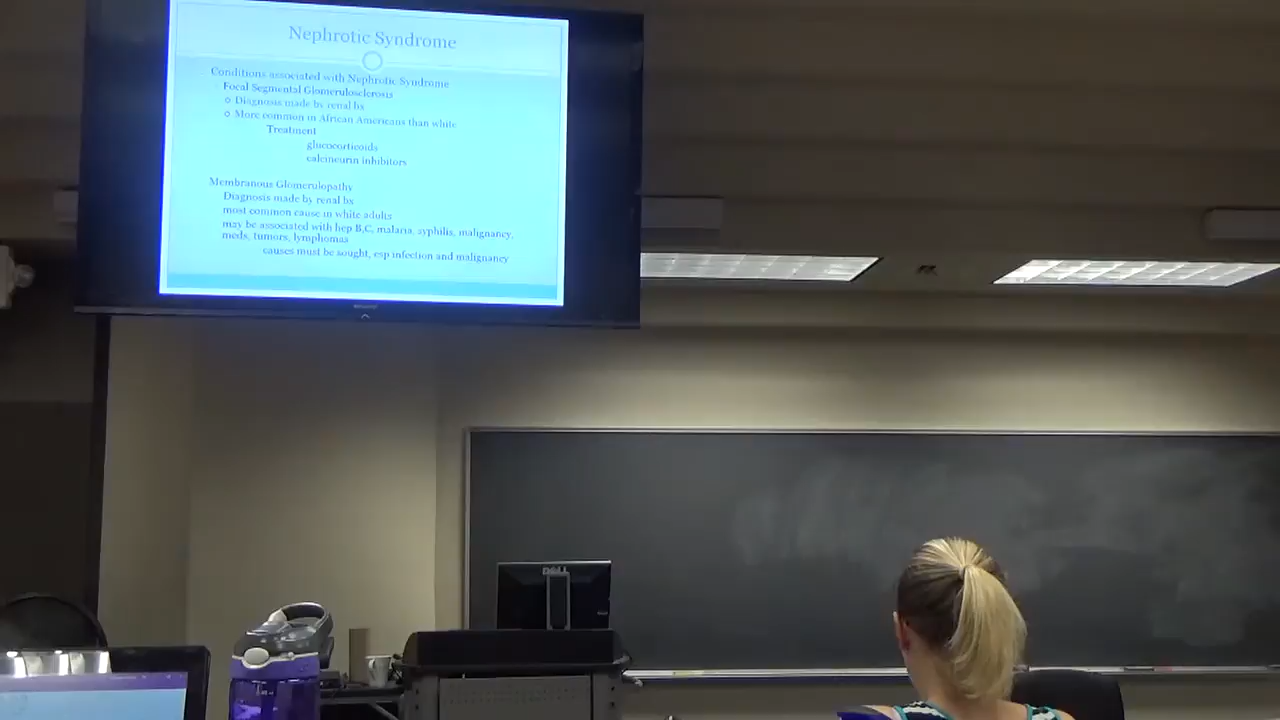 Nephrotic Syndrome
Conditions associated with Nephrotic Syndrome
Focal Segmental Glomerulosclerosis
Diagnosis made by renal bx
More common in African Americans than white
Treatment
glucocorticoids
calcineurin inhibitors
Membranous Glomerulopathy
Diagnosis made by renal bx
most common cause in white adults
may be associated with hep B,C, malaria, syphilis, malignancy,
meds, tumors, lymphomas
causes must be sought, esp infection and malignancy
DELL